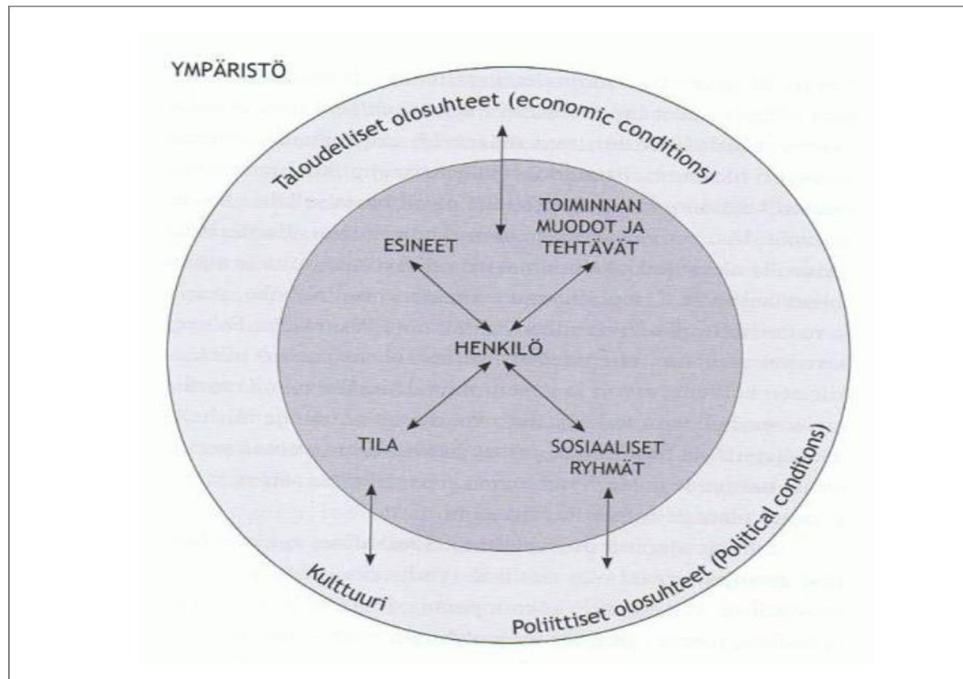 YMPÄRISTÖ
Taloudelliset olosuhteet (economic conditions)
TOIMINNAN
MUODOT JA
TEHTÄVÄT
ESINEET
HENKILÖ
TILA
SOSIAALISET
RYHMÄT
Kulttuuri
Poliittiset olosuhteet (Political conditons)